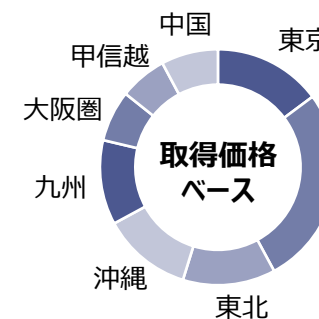 中国
東京
甲信越
大阪圏
取得価格
ベース
九州
沖縄
東北